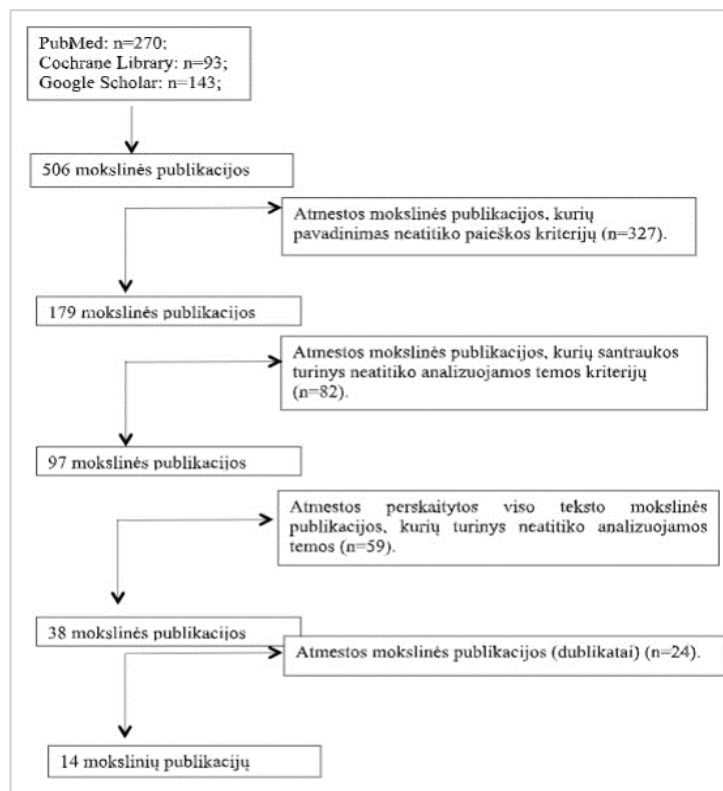 PubMed: n=270;
Cochrane Library: n=93;
Google Scholar: n=143;
506 mokslinės publikacijos
Atmestos mokslinės publikacijos, kurių
pavadinimas neatitiko paieškos kriterijų (n=327).
179 mokslinės publikacijos
Atmestos mokslinės publikacijos, kurių santraukos
turinys neatitiko analizuojamos temos kriterijų
(n=82).
97 mokslinės publikacijos
Atmestos perskaitytos viso teksto mokslinės
publikacijos, kurių turinys neatitiko analizuojamos
temos (n=59).
38 mokslinės publikacijos
Atmestos mokslinės publikacijos (dublikatai) (n=24).
14 mokslinių publikacijų